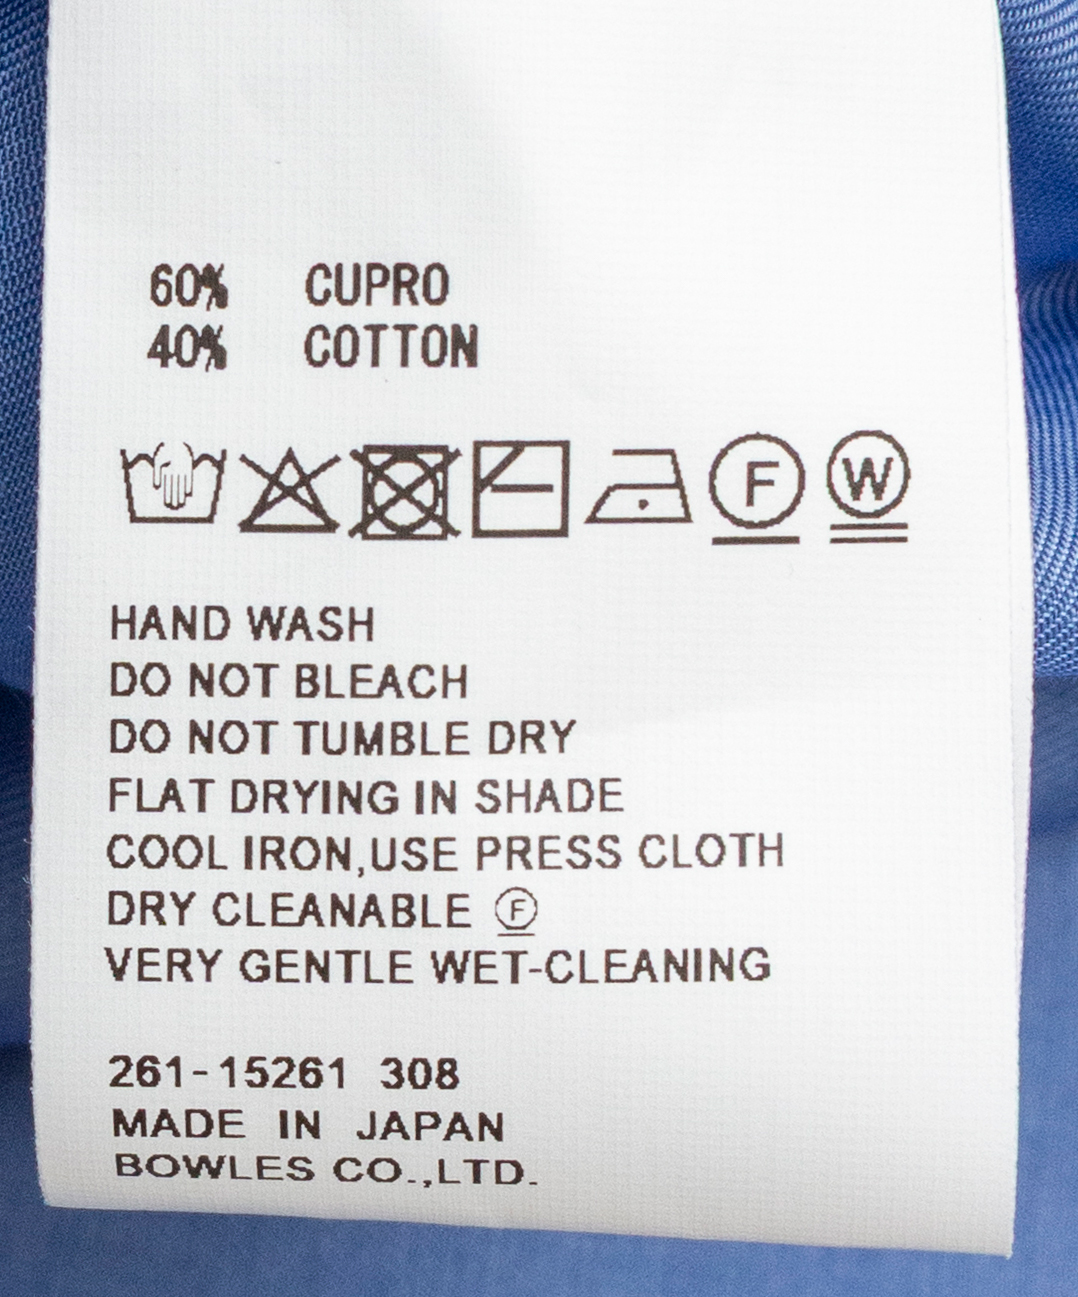 60% CUPRO
40% COTTON
F W
HAND WASH
DO NOT BLEACH
DO NOT TUMBLE DRY
FLAT DRYING IN SHADE
COOL IRON,USE PRESS CLOTH
DRY CLEANABLE Ⓕ
VERY GENTLE WET-CLEANING
261-15261 308
MADE IN JAPAN
BOWLES CO.,LTD.